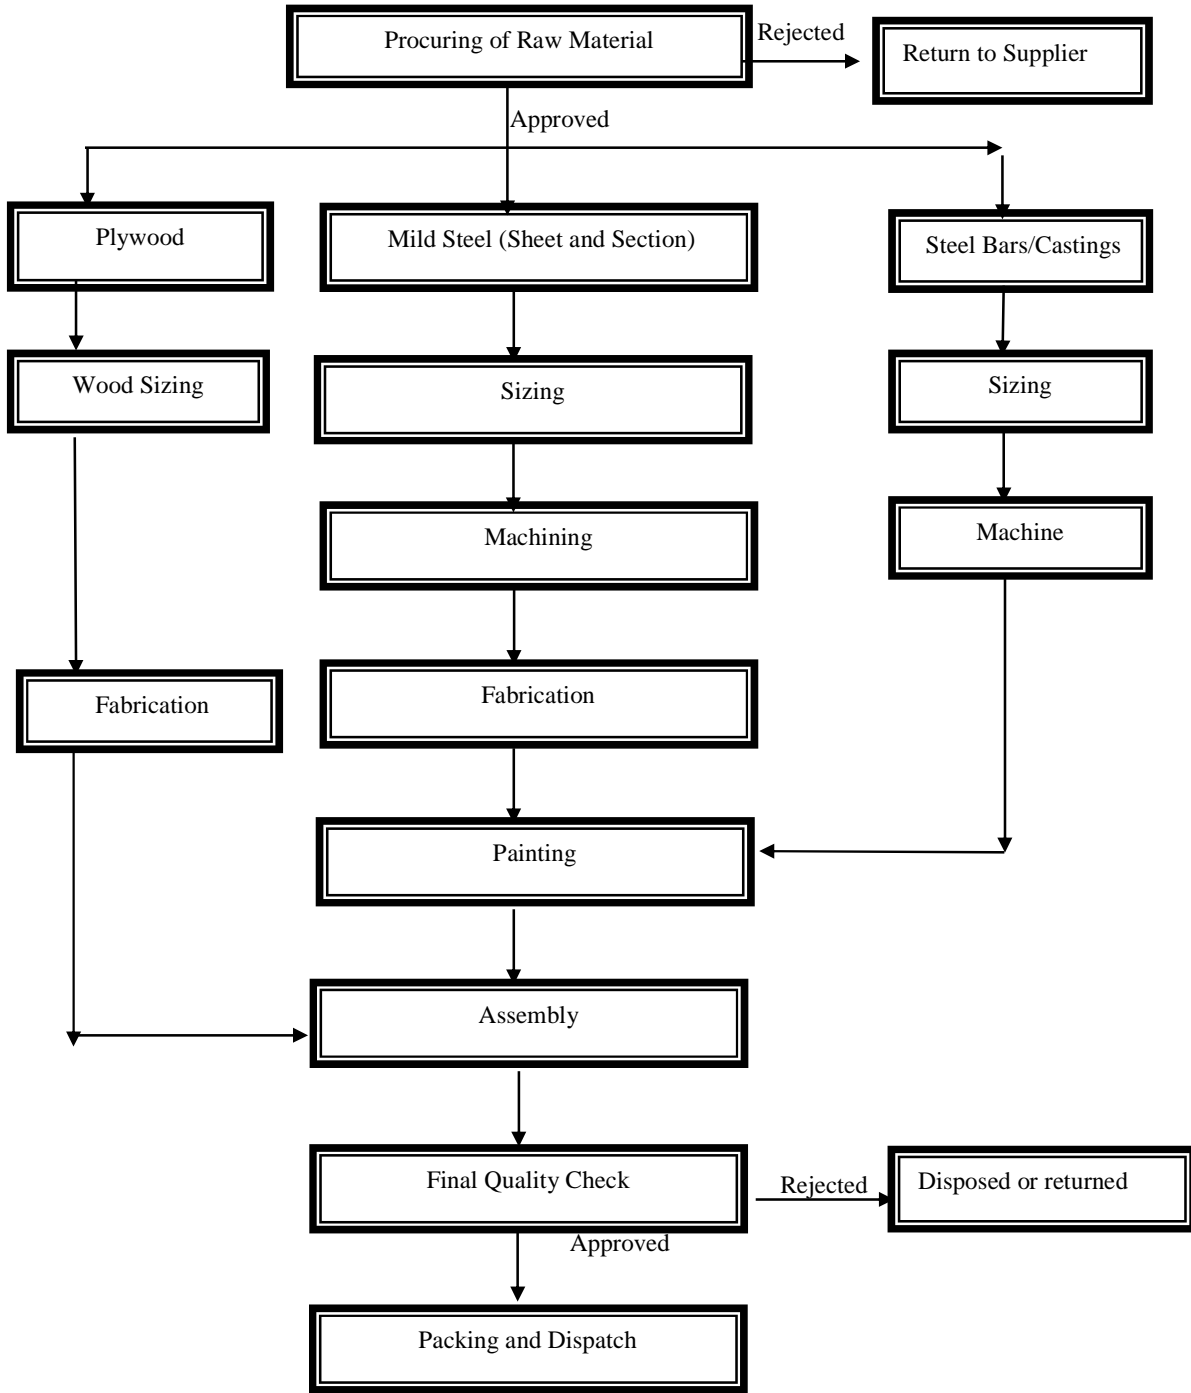 Procuring of Raw Material
Rejected
Return to Supplier
Approved
Plywood
Mild Steel (Sheet and Section)
Steel Bars/Castings
Wood Sizing
Sizing
Sizing
Machining
Machine
Fabrication
Fabrication
Painting
Assembly
Final Quality Check
Rejected
Disposed or returned
Approved
Packing and Dispatch